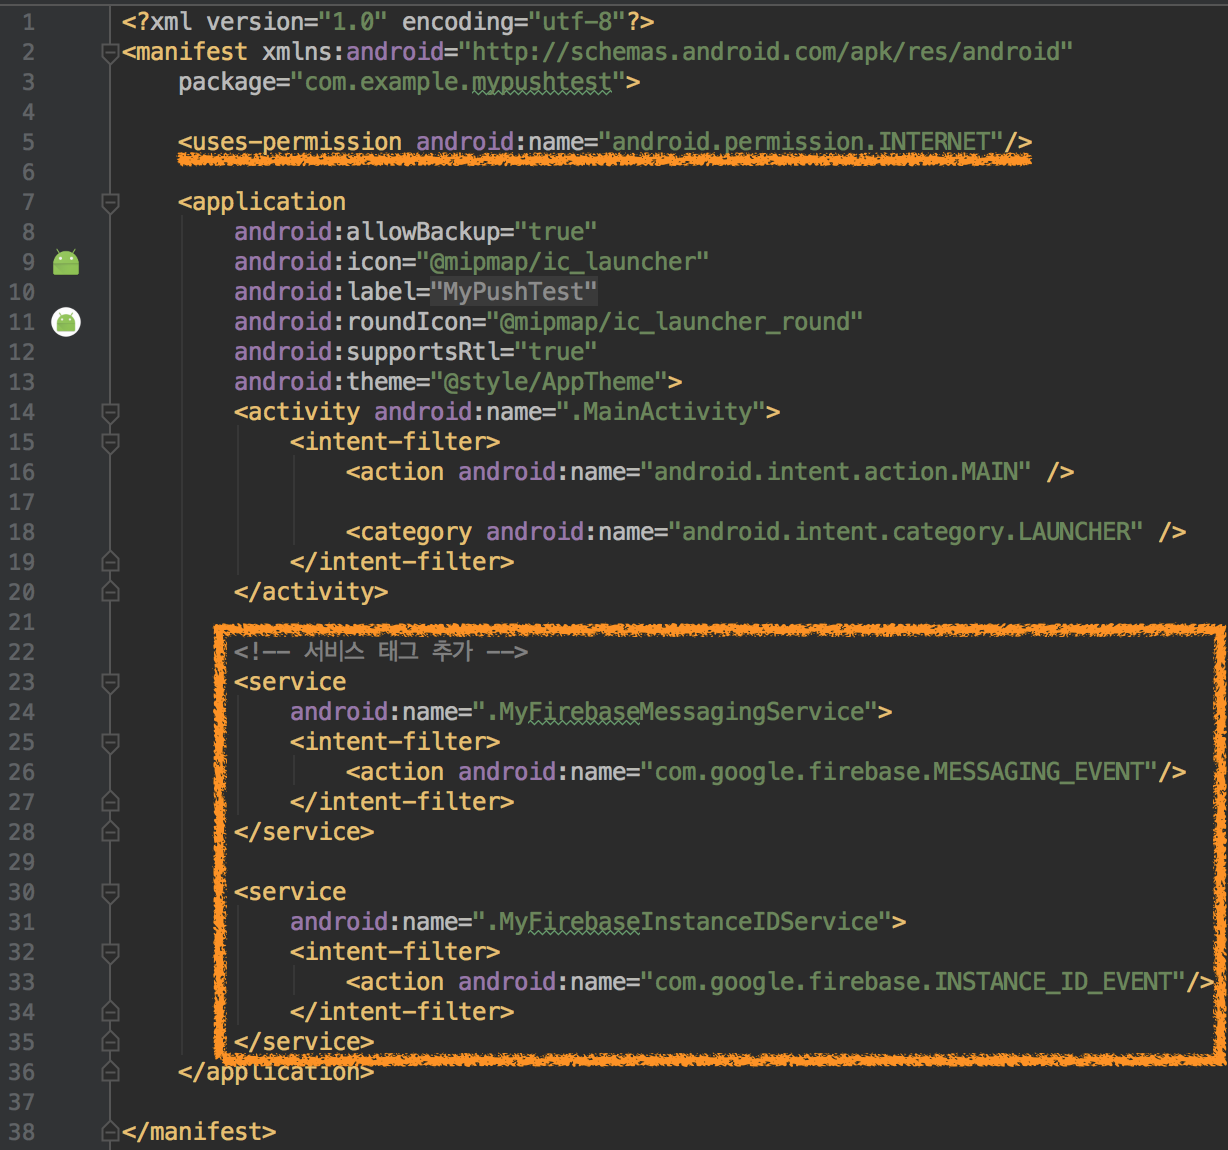 1 <?xml version="1.0" encoding="utf-8"?>
2 <manifest xmlns:android="http://schemas.android.com/apk/res/android"
3     package="com.example.mypushtest">
4
5     <uses-permission android:name="android.permission.INTERNET"/>
6
7     <application
8         android:allowBackup="true"
9         android:icon="@mipmap/ic_launcher"
10         android:label="MyPushTest"
11         android:roundIcon="@mipmap/ic_launcher_round"
12         android:supportsRtl="true"
13         android:theme="@style/AppTheme">
14         <activity android:name=".MainActivity">
15             <intent-filter>
16                 <action android:name="android.intent.action.MAIN" />
17
18                 <category android:name="android.intent.category.LAUNCHER" />
19             </intent-filter>
20         </activity>
21
22         <!-- 서비스 태그 추가 -->
23         <service
24             android:name=".MyFirebaseMessagingService">
25             <intent-filter>
26                 <action android:name="com.google.firebase.MESSAGING_EVENT"/>
27             </intent-filter>
28         </service>
29
30         <service
31             android:name=".MyFirebaseInstanceIDService">
32             <intent-filter>
33                 <action android:name="com.google.firebase.INSTANCE_ID_EVENT"/>
34             </intent-filter>
35         </service>
36     </application>
37
38 </manifest>